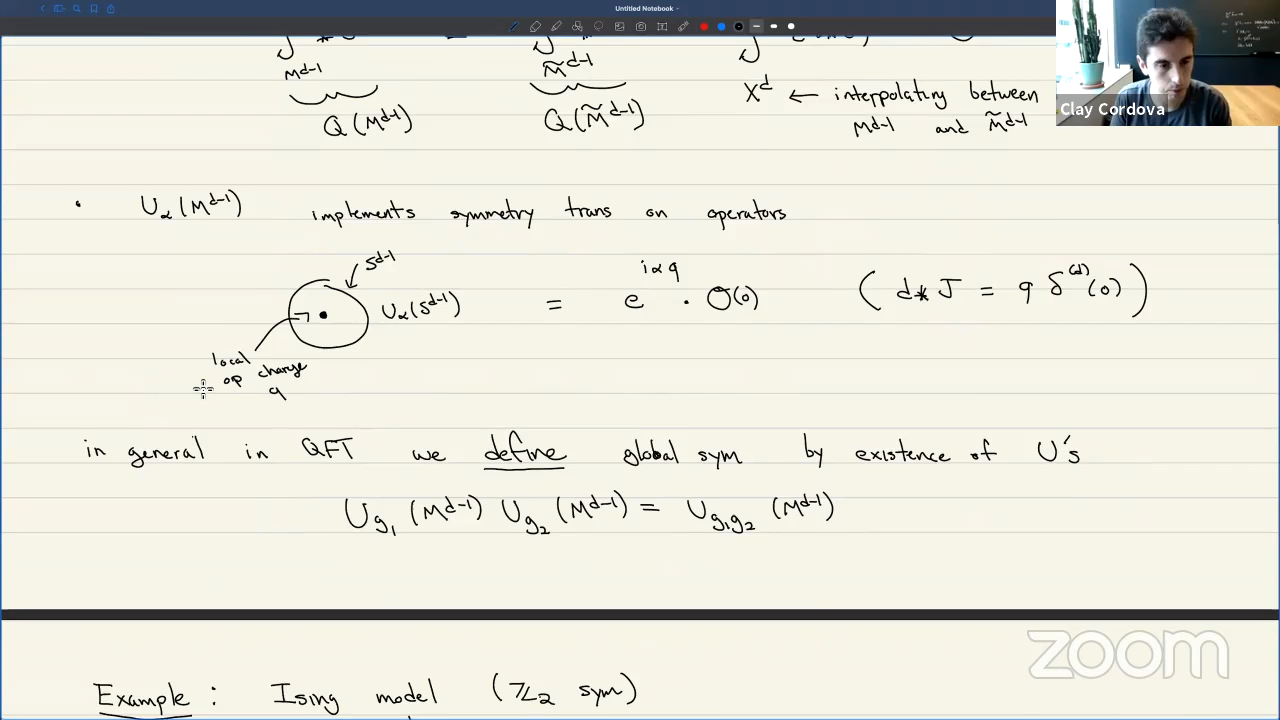 Untitled Notebook
M^{d-1}
M̃^{d-1}
Q(M^{d-1})
Q(M̃^{d-1})
X^d ← interpolating between
M^{d-1} and M̃^{d-1}
Clay Cordova
• U_α(M^{d-1}) implements symmetry trans on operators
S^{d-1}
U_α(S^{d-1}) = e^{iαq} · O(0) (d*J = q δ^{(d)}(0))
local
op charge
q
in general in QFT we define global sym by existence of U's
U_{g_1}(M^{d-1}) U_{g_2}(M^{d-1}) = U_{g_1g_2}(M^{d-1})
zoom
Example: Ising model (ℤ_2 sym)